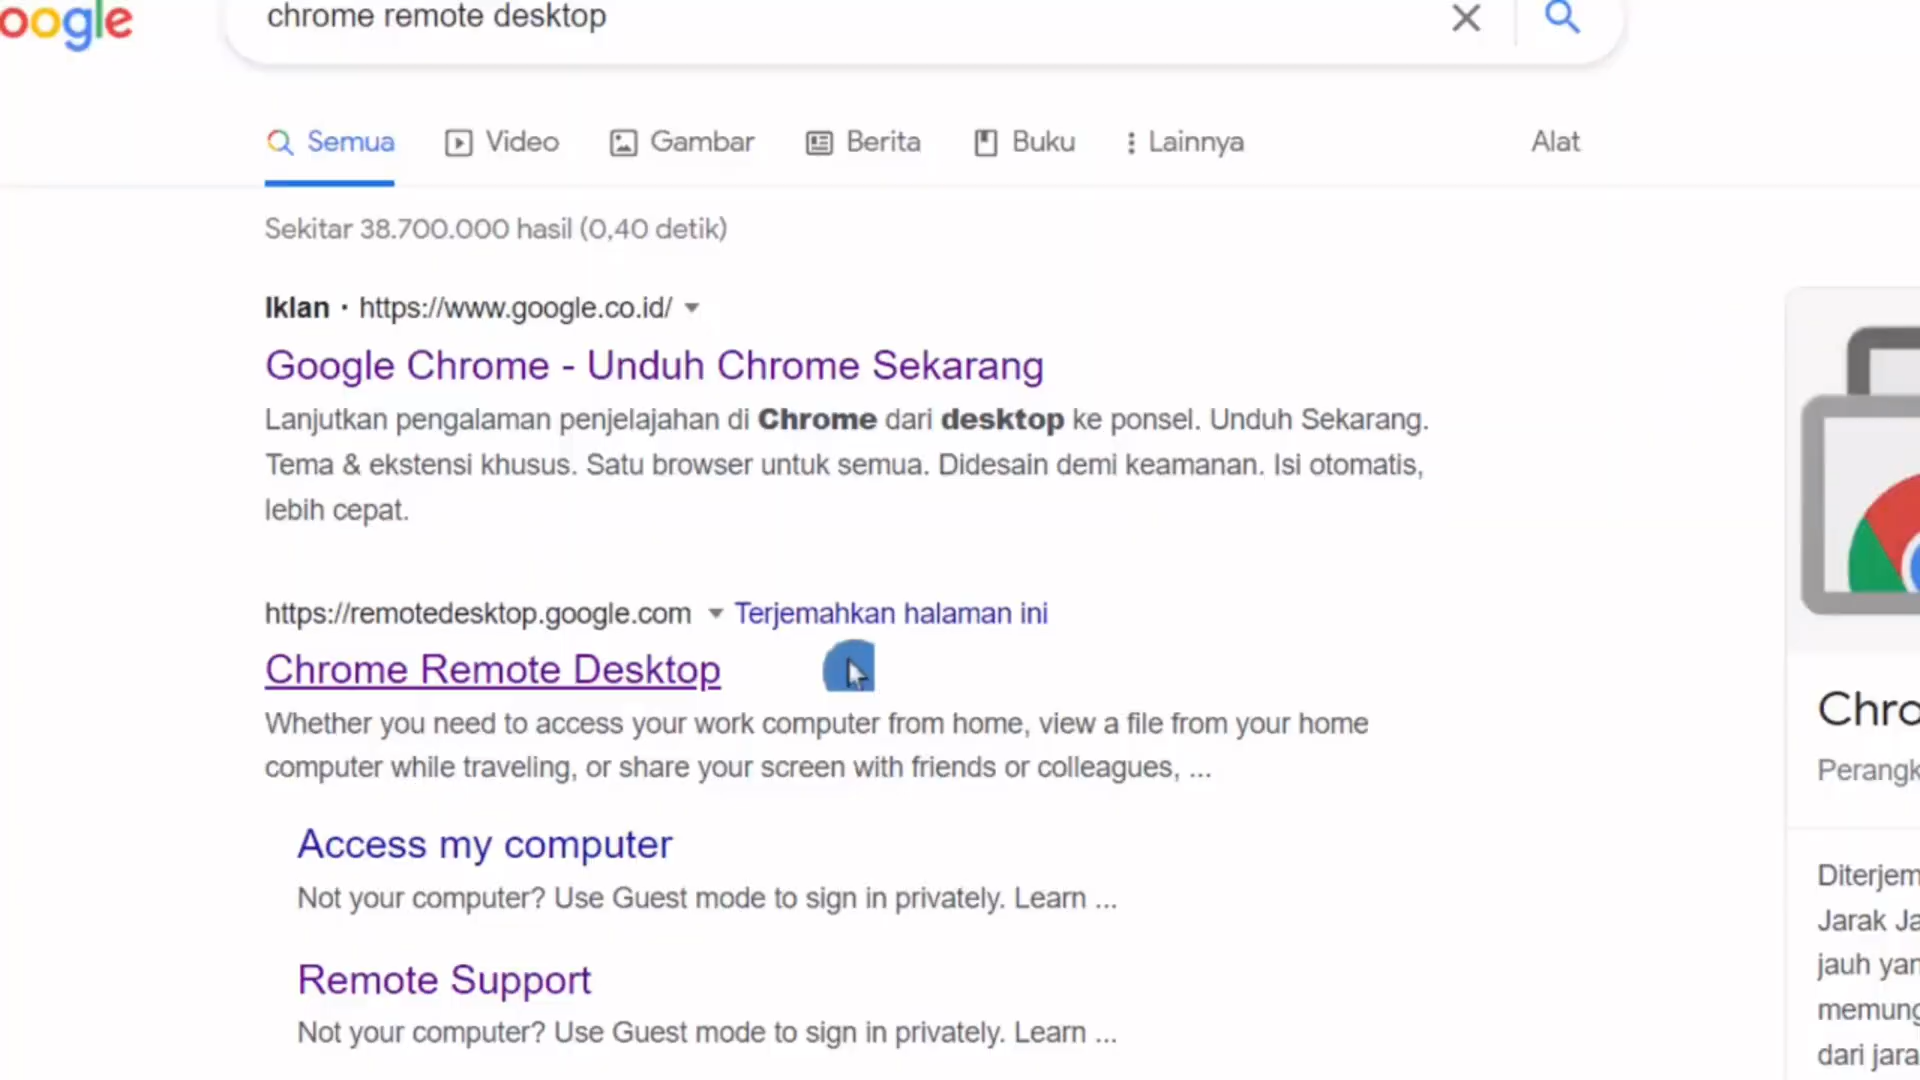 oogle
chrome remote desktop
Semua
Video
Gambar
Berita
Buku
Lainnya
Alat
Sekitar 38.700.000 hasil (0,40 detik)
Iklan · https://www.google.co.id/
Google Chrome - Unduh Chrome Sekarang
Lanjutkan pengalaman penjelajahan di Chrome dari desktop ke ponsel. Unduh Sekarang.
Tema & ekstensi khusus. Satu browser untuk semua. Didesain demi keamanan. Isi otomatis,
lebih cepat.
https://remotedesktop.google.com
Terjemahkan halaman ini
Chrome Remote Desktop
Whether you need to access your work computer from home, view a file from your home
computer while traveling, or share your screen with friends or colleagues, ...
Access my computer
Not your computer? Use Guest mode to sign in privately. Learn ...
Remote Support
Not your computer? Use Guest mode to sign in privately. Learn ...
Chro
Perangk
Diterjem
Jarak Ja
jauh yan
memung
dari jara